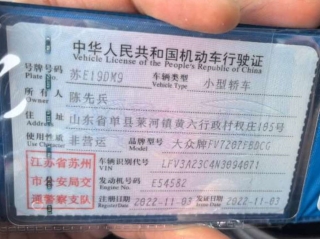 中华人民共和国机动车行驶证
Vehicle License of the People's Republic of China
号牌号码 苏E19DM9 车辆类型 小型轿车
Plate No. Vehicle Type
所有人 陈先兵
Owner
住址 山东省单县莱河镇黄六行政村权庄185号
Address
使用性质 非营运 品牌型号 大众牌FV7207FBDCG
Use Character Model
江苏省苏州 车辆识别代号 LFV3A23C4N3094071
VIN
市公安局交 发动机号码 E54582
Engine No.
通警察支队 注册日期 2022-11-03 发证日期 2022-11-03
Register Date Issue Date